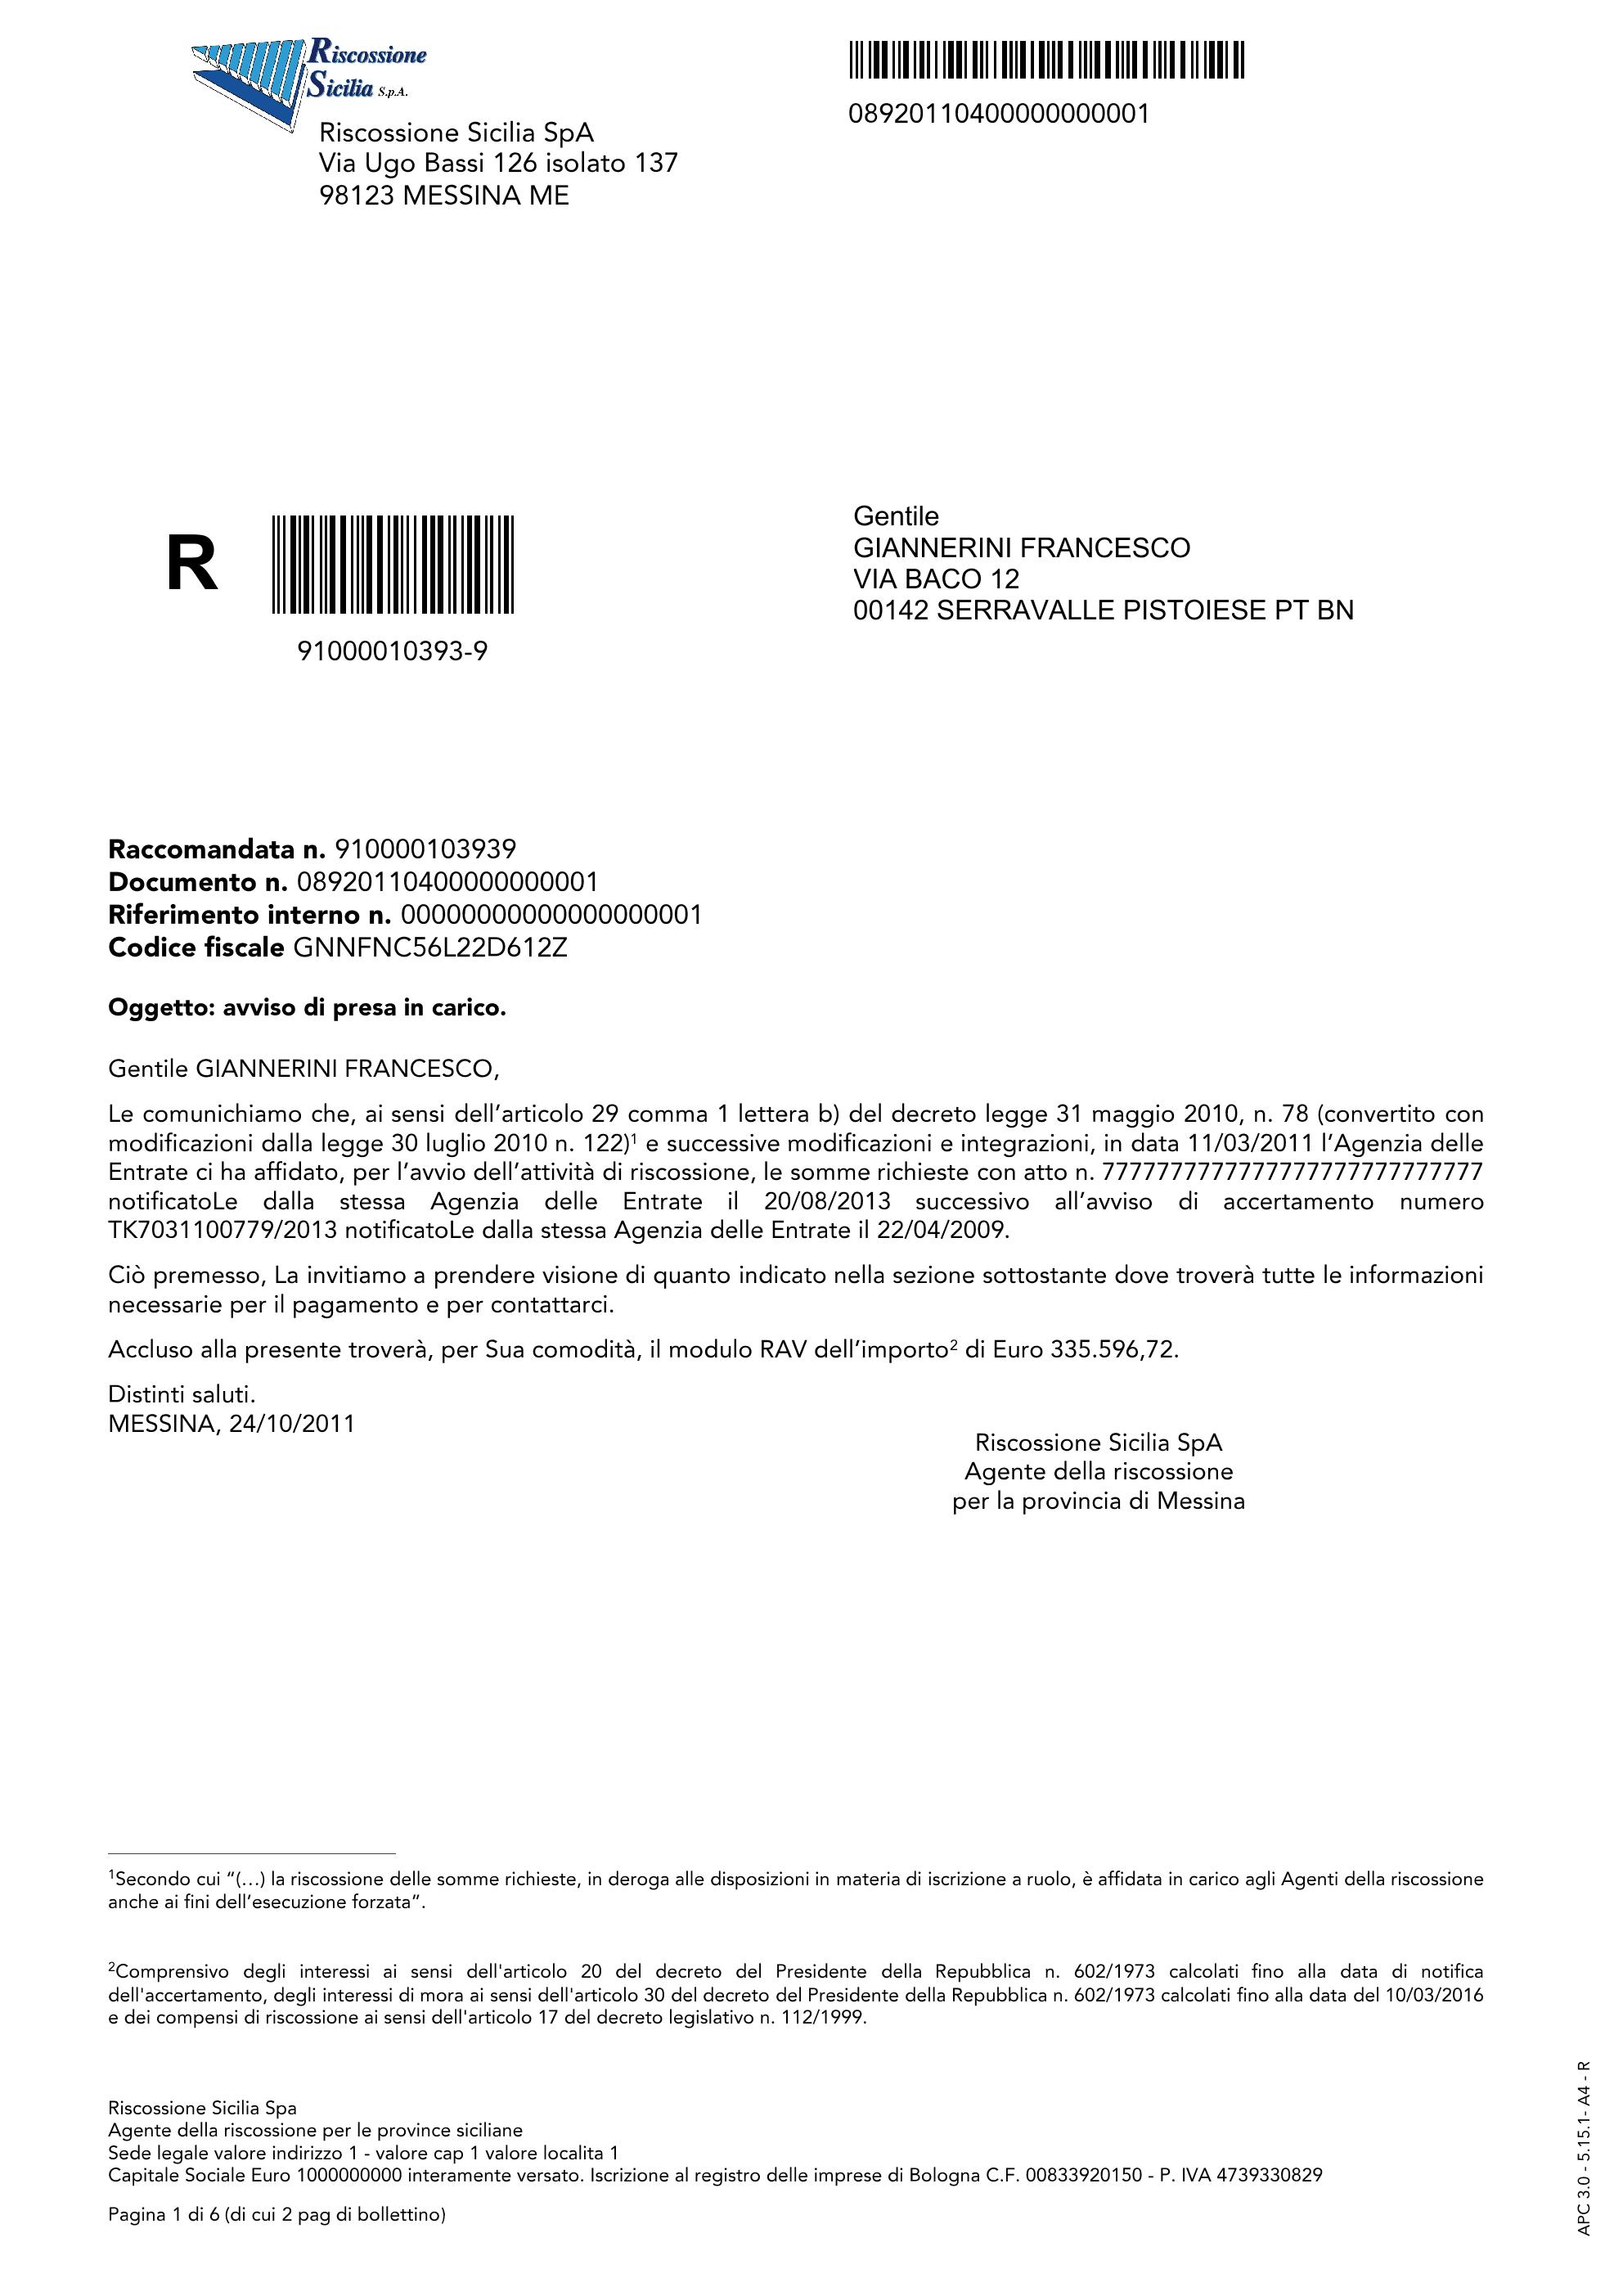 Riscossione
Sicilia S.p.A.
Riscossione Sicilia SpA
Via Ugo Bassi 126 isolato 137
98123 MESSINA ME
08920110400000000001
R
91000010393-9
Gentile
GIANNERINI FRANCESCO
VIA BACO 12
00142 SERRAVALLE PISTOIESE PT BN
Raccomandata n. 910000103939
Documento n. 08920110400000000001
Riferimento interno n. 00000000000000000001
Codice fiscale GNNFNC56L22D612Z
Oggetto: avviso di presa in carico.
Gentile GIANNERINI FRANCESCO,
Le comunichiamo che, ai sensi dell’articolo 29 comma 1 lettera b) del decreto legge 31 maggio 2010, n. 78 (convertito con
modificazioni dalla legge 30 luglio 2010 n. 122)¹ e successive modificazioni e integrazioni, in data 11/03/2011 l’Agenzia delle
Entrate ci ha affidato, per l’avvio dell’attività di riscossione, le somme richieste con atto n. 7777777777777777777777777777
notificatoLe dalla stessa Agenzia delle Entrate il 20/08/2013 successivo all’avviso di accertamento numero
TK7031100779/2013 notificatoLe dalla stessa Agenzia delle Entrate il 22/04/2009.
Ciò premesso, La invitiamo a prendere visione di quanto indicato nella sezione sottostante dove troverà tutte le informazioni
necessarie per il pagamento e per contattarci.
Accluso alla presente troverà, per Sua comodità, il modulo RAV dell’importo² di Euro 335.596,72.
Distinti saluti.
MESSINA, 24/10/2011
Riscossione Sicilia SpA
Agente della riscossione
per la provincia di Messina
¹Secondo cui “(...) la riscossione delle somme richieste, in deroga alle disposizioni in materia di iscrizione a ruolo, è affidata in carico agli Agenti della riscossione
anche ai fini dell’esecuzione forzata”.
²Comprensivo degli interessi ai sensi dell'articolo 20 del decreto del Presidente della Repubblica n. 602/1973 calcolati fino alla data di notifica
dell'accertamento, degli interessi di mora ai sensi dell'articolo 30 del decreto del Presidente della Repubblica n. 602/1973 calcolati fino alla data del 10/03/2016
e dei compensi di riscossione ai sensi dell'articolo 17 del decreto legislativo n. 112/1999.
Riscossione Sicilia Spa
Agente della riscossione per le province siciliane
Sede legale valore indirizzo 1 - valore cap 1 valore localita 1
Capitale Sociale Euro 1000000000 interamente versato. Iscrizione al registro delle imprese di Bologna C.F. 00833920150 - P. IVA 4739330829
Pagina 1 di 6 (di cui 2 pag di bollettino)
APC 3.0 - 5.15.1- A4 - R